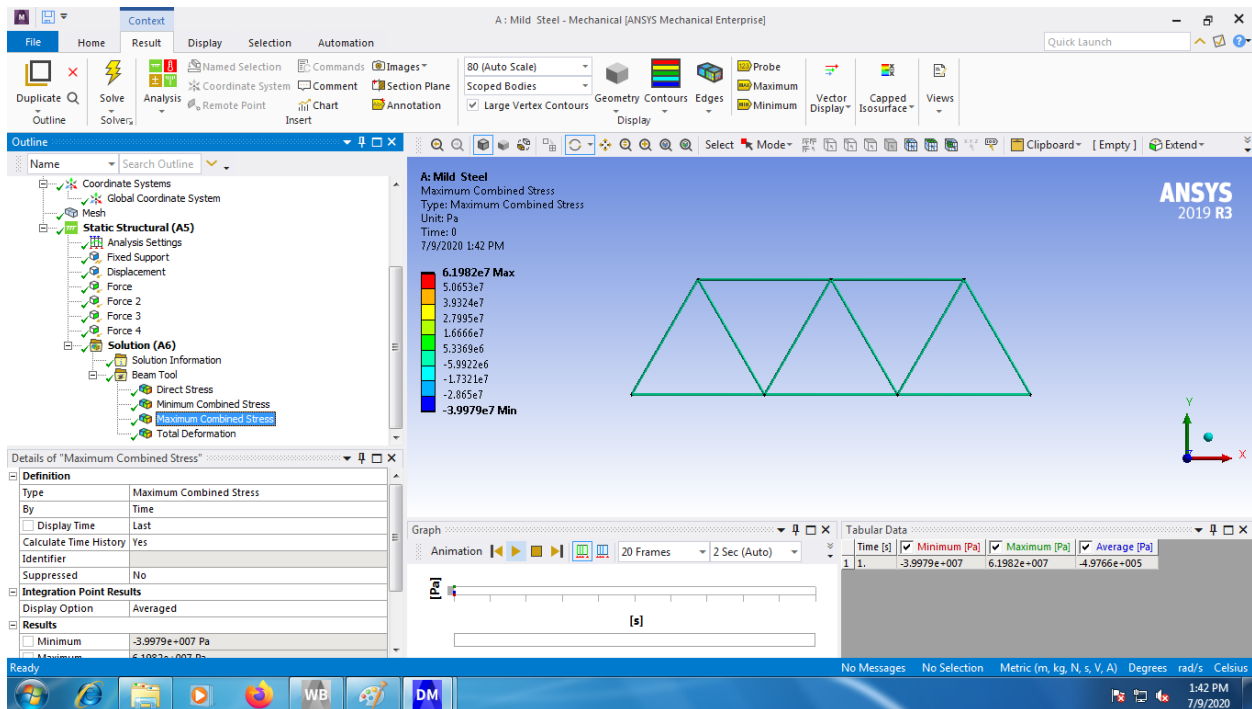 M
Context
A : Mild Steel - Mechanical [ANSYS Mechanical Enterprise]
File Home Result Display Selection Automation
Quick Launch
Duplicate
Outline
Solve
Solvers
Analysis
Named Selection
Coordinate System
Remote Point
Commands
Comment
Chart
Images
Section Plane
Annotation
Insert
80 (Auto Scale)
Scoped Bodies
Large Vertex Contours
Geometry Contours Edges
Display
Probe
Maximum
Minimum
Vector Display
Capped Isosurface
Views
Outline
Name
Search Outline
Select Mode
Clipboard [ Empty ] Extend
Coordinate Systems
Global Coordinate System
Mesh
Static Structural (A5)
Analysis Settings
Fixed Support
Displacement
Force
Force 2
Force 3
Force 4
Solution (A6)
Solution Information
Beam Tool
Direct Stress
Minimum Combined Stress
Maximum Combined Stress
Total Deformation
A: Mild Steel
Maximum Combined Stress
Type: Maximum Combined Stress
Unit: Pa
Time: 0
7/9/2020 1:42 PM
6.1982e7 Max
5.0653e7
3.9324e7
2.7995e7
1.6666e7
5.3369e6
-5.9922e6
-1.7321e7
-2.865e7
-3.9979e7 Min
ANSYS
2019 R3
Y
X
Details of "Maximum Combined Stress"
Definition
Type Maximum Combined Stress
By Time
Display Time Last
Calculate Time History Yes
Identifier
Suppressed No
Integration Point Results
Display Option Averaged
Results
Minimum -3.9979e+007 Pa
Maximum 6.1982e+007 Pa
Graph
Animation 20 Frames 2 Sec (Auto)
[Pa]
[s]
Tabular Data
Time [s] Minimum [Pa] Maximum [Pa] Average [Pa]
1 1. -3.9979e+007 6.1982e+007 -4.9766e+005
Ready
No Messages No Selection Metric (m, kg, N, s, V, A) Degrees rad/s Celsius
WB
DM
1:42 PM
7/9/2020